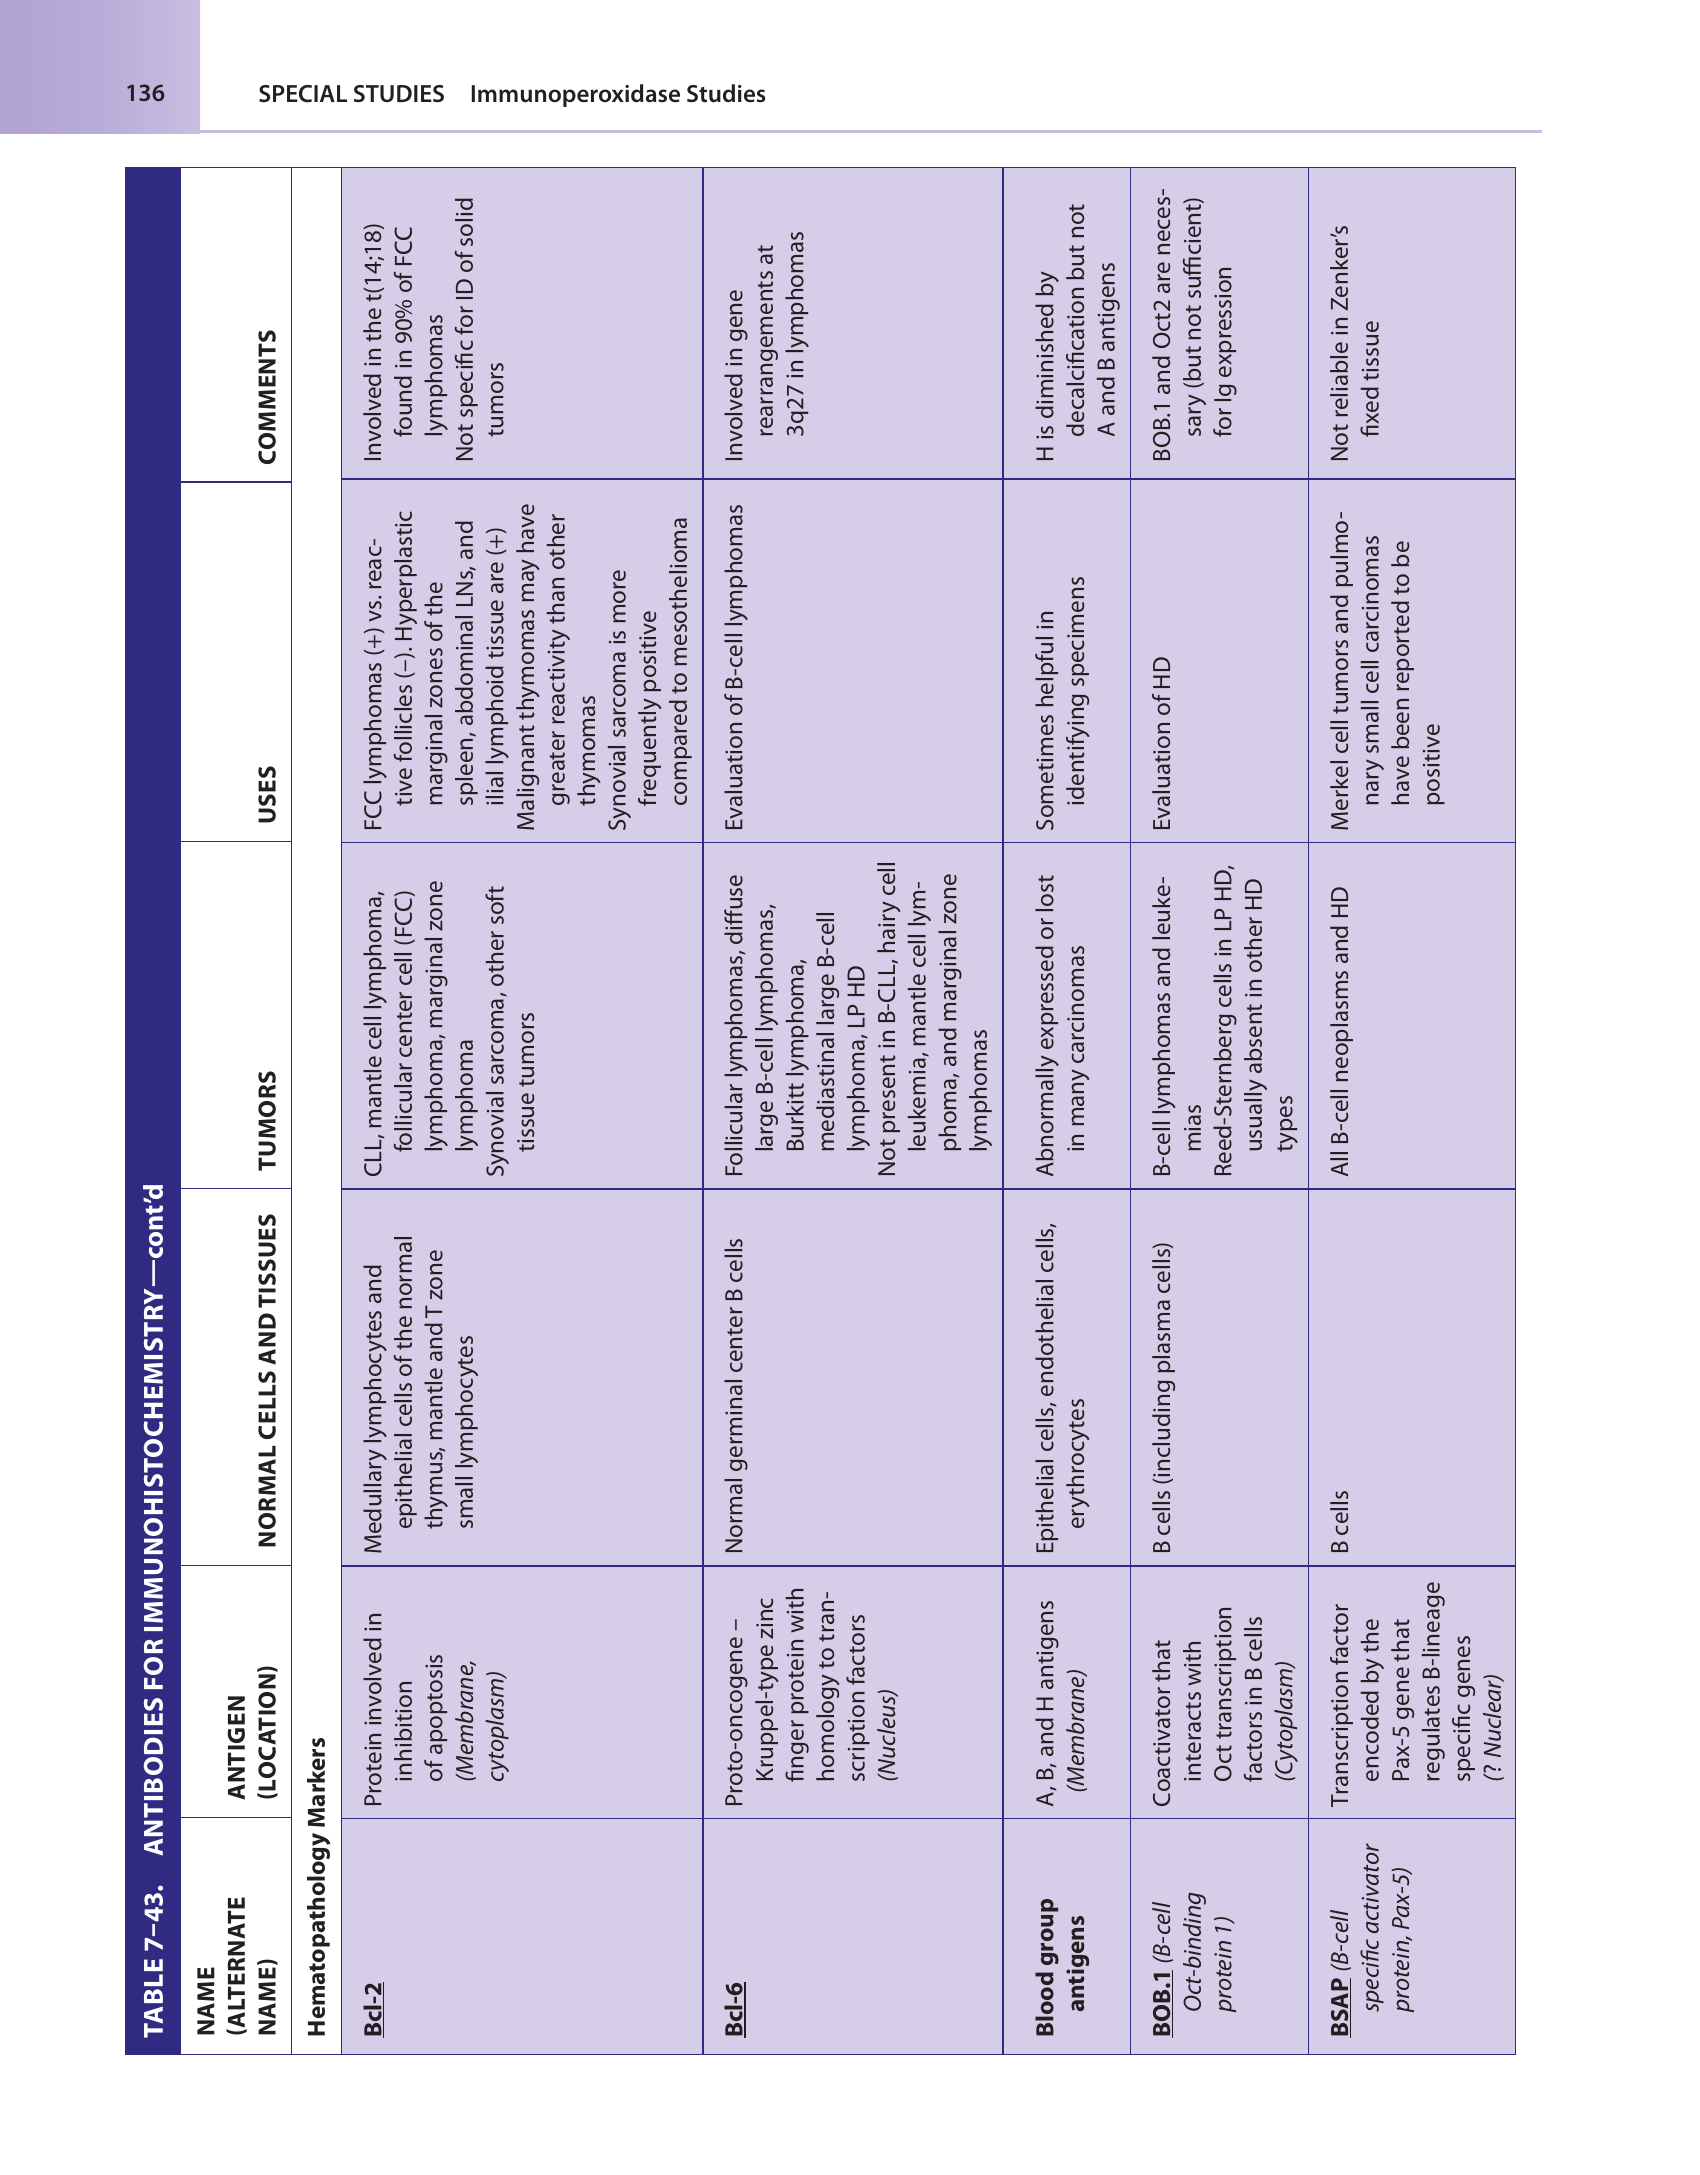 136
SPECIAL STUDIES Immunoperoxidase Studies
TABLE 7–43. ANTIBODIES FOR IMMUNOHISTOCHEMISTRY—cont’d
NAME
(ALTERNATE
NAME)
ANTIGEN
(LOCATION)
NORMAL CELLS AND TISSUES
TUMORS
USES
COMMENTS
Hematopathology Markers
Bcl-2
Protein involved in
inhibition
of apoptosis
(Membrane,
cytoplasm)
Medullary lymphocytes and
epithelial cells of the normal
thymus, mantle and T zone
small lymphocytes
CLL, mantle cell lymphoma,
follicular center cell (FCC)
lymphoma, marginal zone
lymphoma
Synovial sarcoma, other soft
tissue tumors
FCC lymphomas (+) vs. reac-
tive follicles (−). Hyperplastic
marginal zones of the
spleen, abdominal LNs, and
ilial lymphoid tissue are (+)
Malignant thymomas may have
greater reactivity than other
thymomas
Synovial sarcoma is more
frequently positive
compared to mesothelioma
Involved in the t(14;18)
found in 90% of FCC
lymphomas
Not specific for ID of solid
tumors
Bcl-6
Proto-oncogene –
Kruppel-type zinc
finger protein with
homology to tran-
scription factors
(Nucleus)
Normal germinal center B cells
Follicular lymphomas, diffuse
large B-cell lymphomas,
Burkitt lymphoma,
mediastinal large B-cell
lymphoma, LP HD
Not present in B-CLL, hairy cell
leukemia, mantle cell lym-
phoma, and marginal zone
lymphomas
Evaluation of B-cell lymphomas
Involved in gene
rearrangements at
3q27 in lymphomas
Blood group
antigens
A, B, and H antigens
(Membrane)
Epithelial cells, endothelial cells,
erythrocytes
Abnormally expressed or lost
in many carcinomas
Sometimes helpful in
identifying specimens
H is diminished by
decalcification but not
A and B antigens
BOB.1 (B-cell
Oct-binding
protein 1)
Coactivator that
interacts with
Oct transcription
factors in B cells
(Cytoplasm)
B cells (including plasma cells)
B-cell lymphomas and leuke-
mias
Reed-Sternberg cells in LP HD,
usually absent in other HD
types
Evaluation of HD
BOB.1 and Oct2 are neces-
sary (but not sufficient)
for Ig expression
BSAP (B-cell
specific activator
protein, Pax-5)
Transcription factor
encoded by the
Pax-5 gene that
regulates B-lineage
specific genes
(? Nuclear)
B cells
All B-cell neoplasms and HD
Merkel cell tumors and pulmo-
nary small cell carcinomas
have been reported to be
positive
Not reliable in Zenker’s
fixed tissue